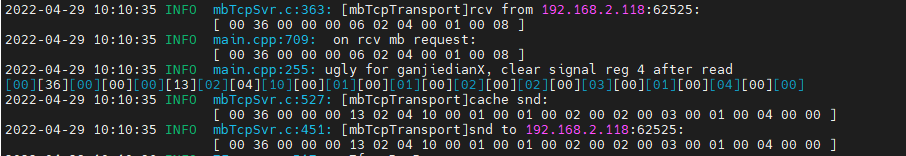 2022-04-29 10:10:35 INFO mbTcpSvr.c:363: [mbTcpTransport]rcv from 192.168.2.118:62525:
[ 00 36 00 00 00 06 02 04 00 01 00 08 ]
2022-04-29 10:10:35 INFO main.cpp:709: on rcv mb request:
[ 00 36 00 00 00 06 02 04 00 01 00 08 ]
2022-04-29 10:10:35 INFO main.cpp:255: ugly for ganjiedianX, clear signal reg 4 after read
[00][36][00][00][00][13][02][04][10][00][01][00][01][00][02][00][02][00][03][00][01][00][04][00][00]
2022-04-29 10:10:35 INFO mbTcpSvr.c:527: [mbTcpTransport]cache snd:
[ 00 36 00 00 00 13 02 04 10 00 01 00 01 00 02 00 02 00 03 00 01 00 04 00 00 ]
2022-04-29 10:10:35 INFO mbTcpSvr.c:451: [mbTcpTransport]snd to 192.168.2.118:62525:
[ 00 36 00 00 00 13 02 04 10 00 01 00 01 00 02 00 02 00 03 00 01 00 04 00 00 ]